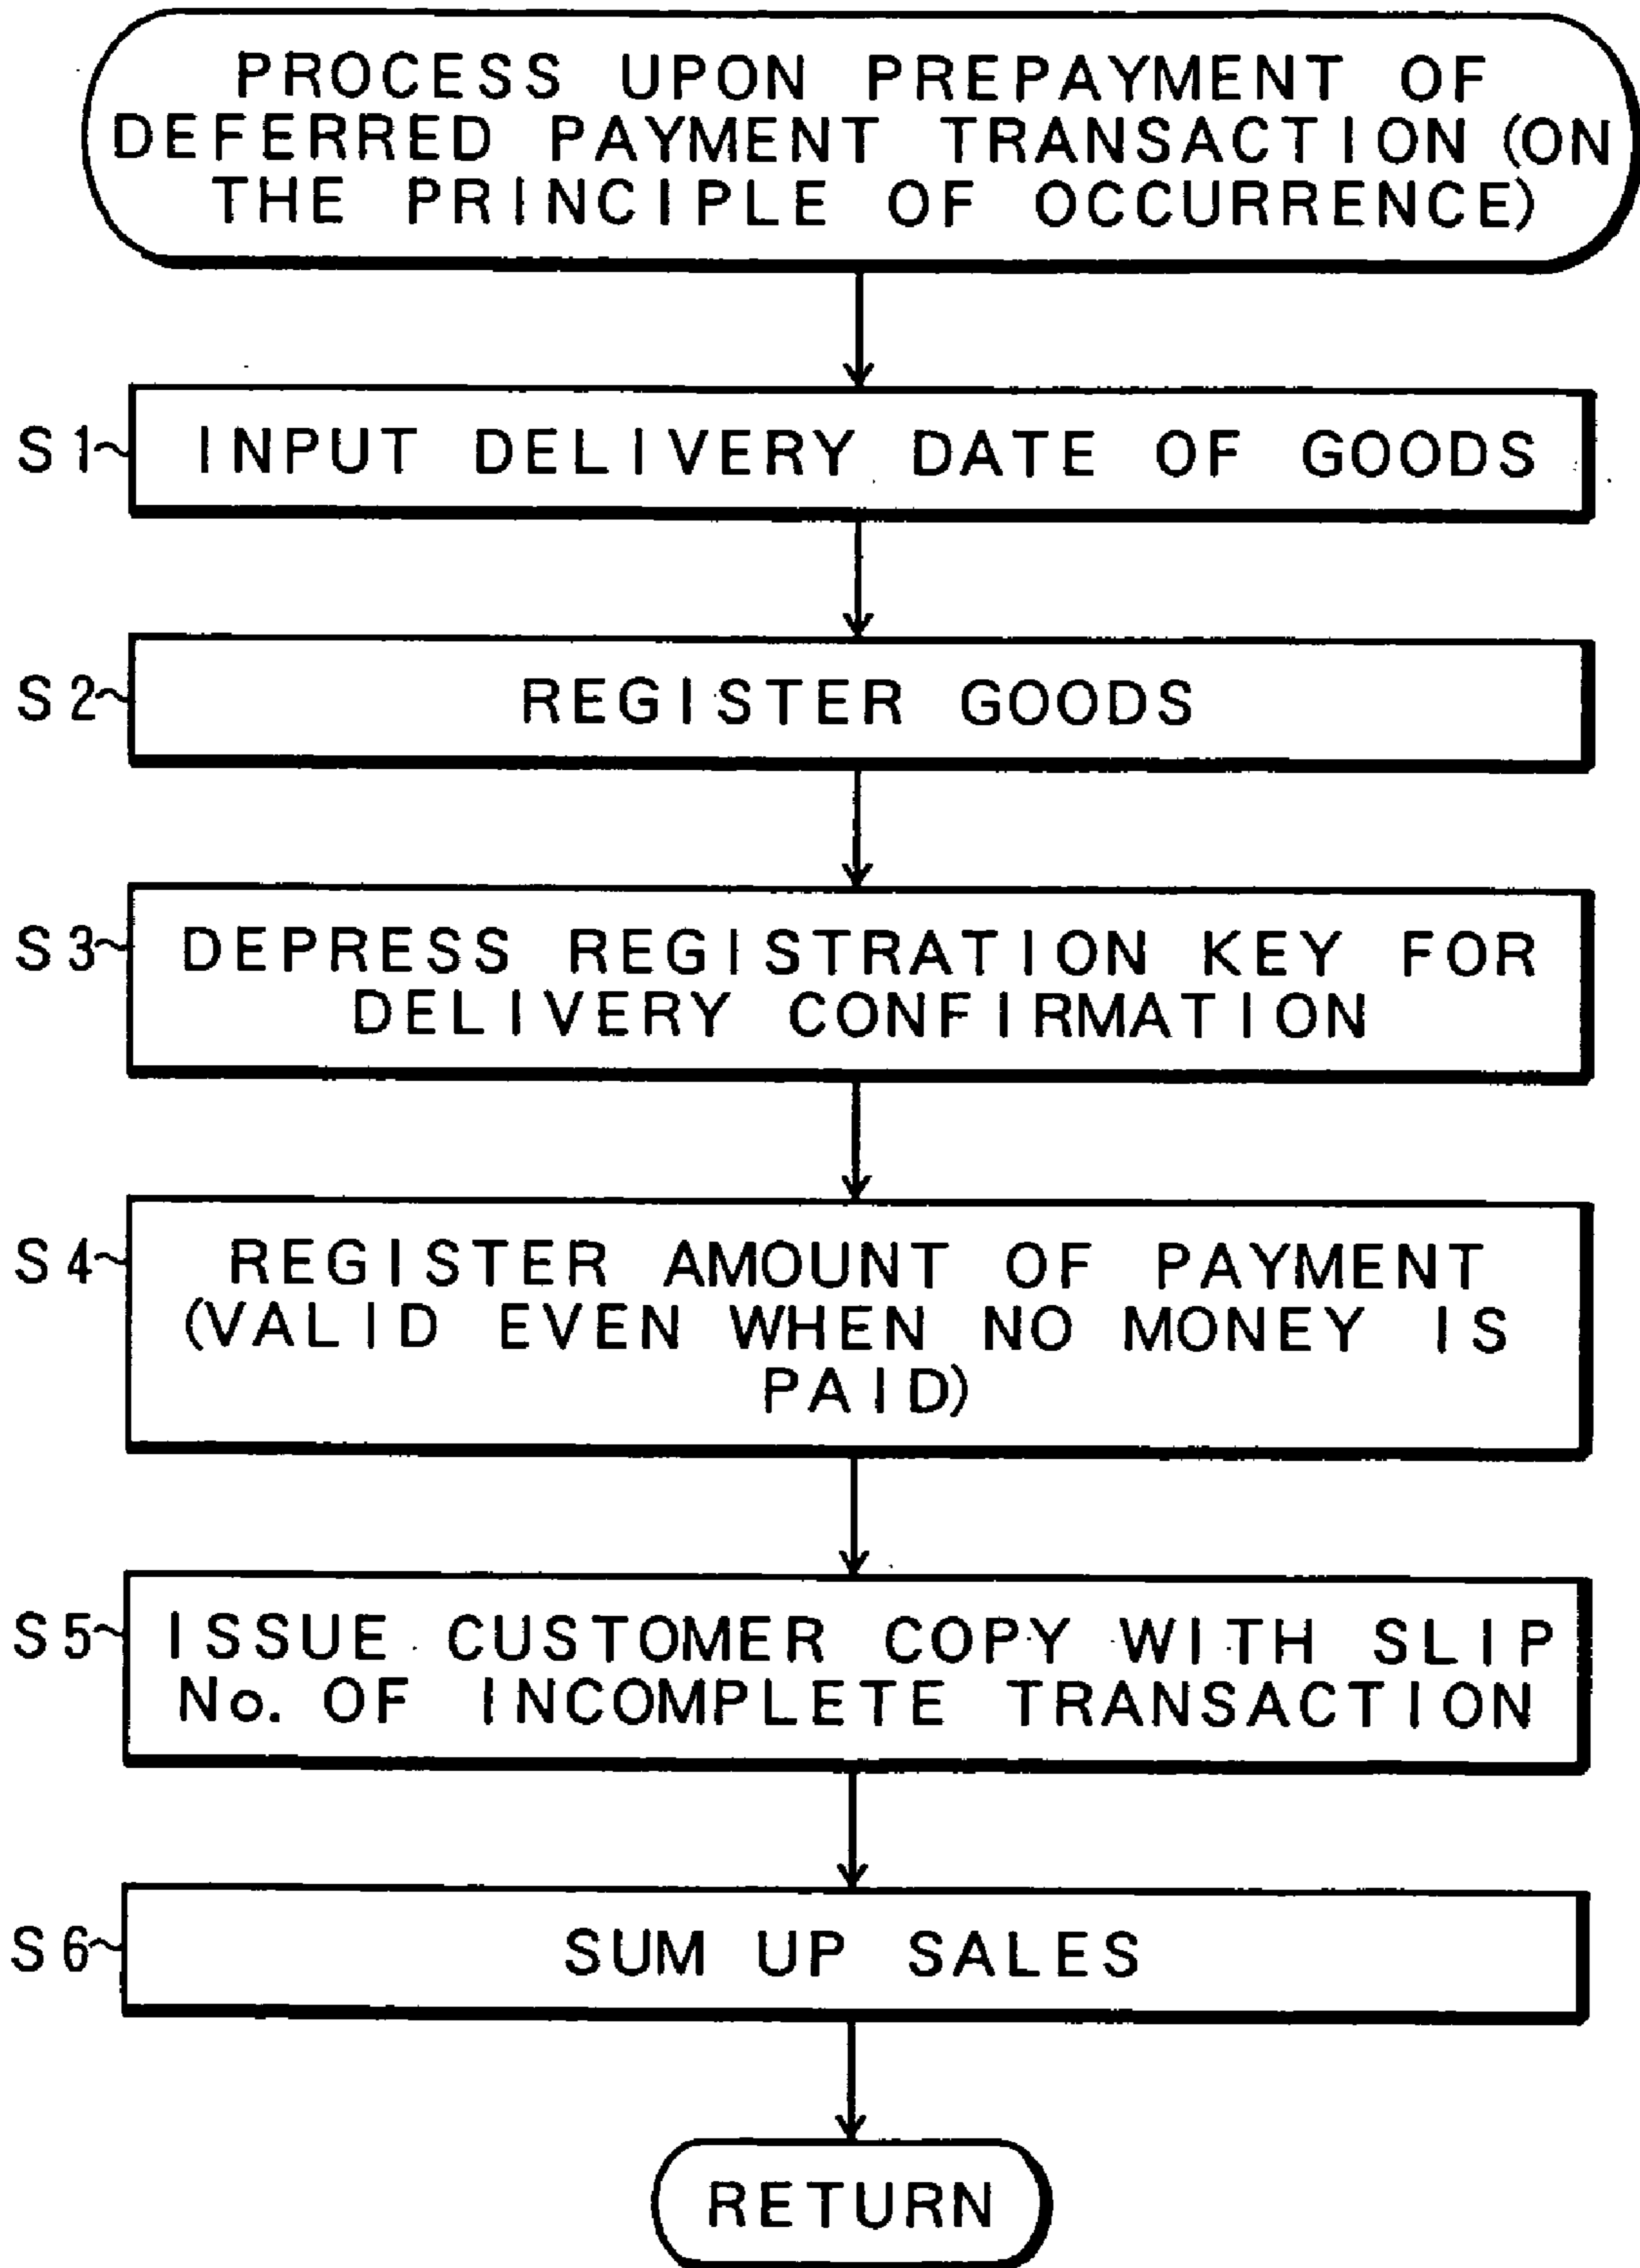 PROCESS UPON PREPAYMENT OF
DEFERRED PAYMENT TRANSACTION (ON
THE PRINCIPLE OF OCCURRENCE)
S1
INPUT DELIVERY DATE OF GOODS
S2
REGISTER GOODS
S3
DEPRESS REGISTRATION KEY FOR
DELIVERY CONFIRMATION
S4
REGISTER AMOUNT OF PAYMENT
(VALID EVEN WHEN NO MONEY IS
PAID)
S5
ISSUE CUSTOMER COPY WITH SLIP
No. OF INCOMPLETE TRANSACTION
S6
SUM UP SALES
RETURN